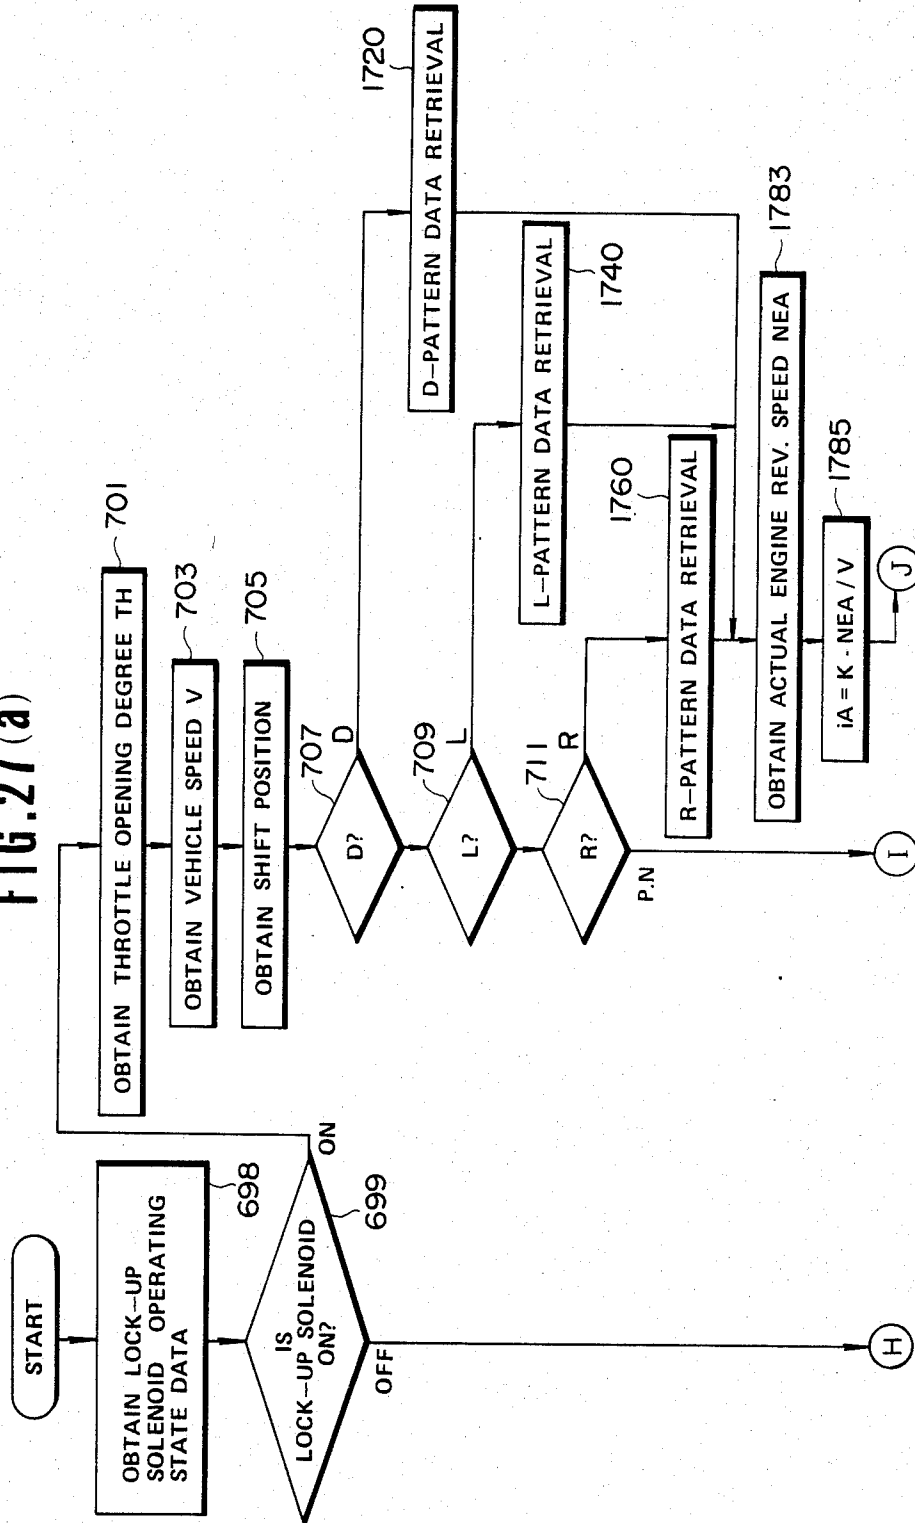 FIG.27(a)
START
OBTAIN LOCK-UP
SOLENOID OPERATING
STATE DATA
698
IS
LOCK-UP SOLENOID
ON?
699
ON
OFF
H
OBTAIN THROTTLE OPENING DEGREE TH
701
OBTAIN VEHICLE SPEED V
703
OBTAIN SHIFT POSITION
705
D?
707
D
L?
709
L
R?
711
R
P.N
I
D-PATTERN DATA RETRIEVAL
1720
L-PATTERN DATA RETRIEVAL
1740
R-PATTERN DATA RETRIEVAL
1760
OBTAIN ACTUAL ENGINE REV. SPEED NEA
1783
iA = K · NEA / V
1785
J